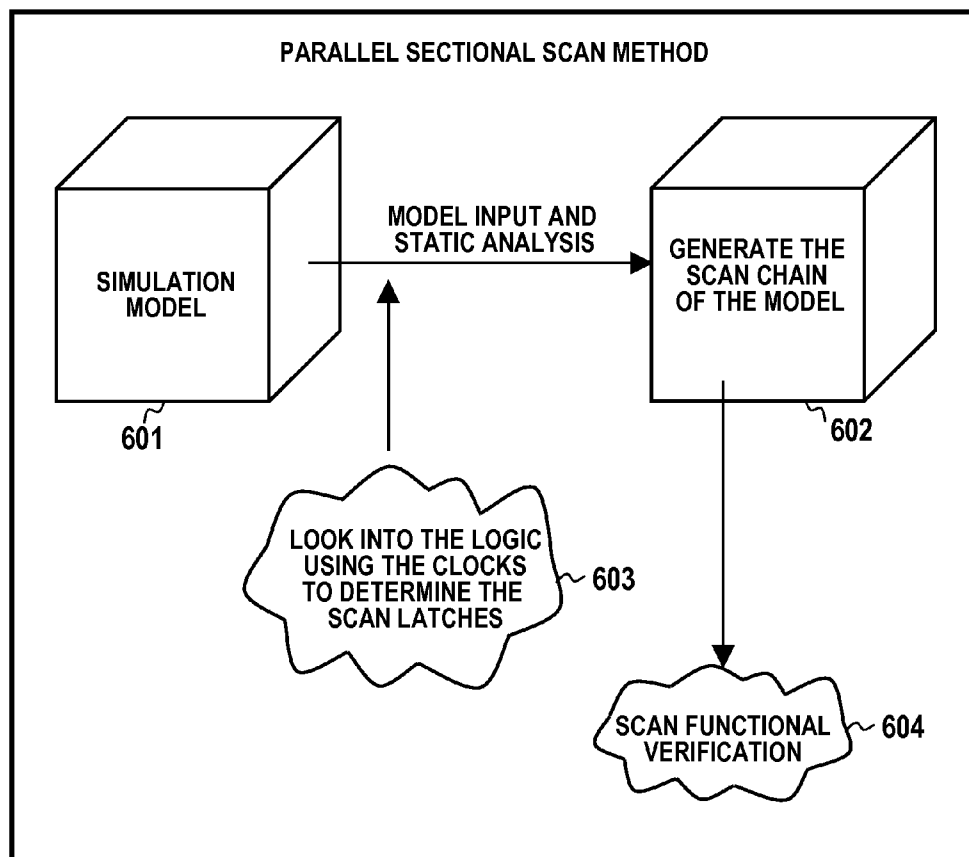 PARALLEL SECTIONAL SCAN METHOD
SIMULATION
MODEL
601
MODEL INPUT AND
STATIC ANALYSIS
GENERATE THE
SCAN CHAIN
OF THE MODEL
602
LOOK INTO THE LOGIC
USING THE CLOCKS
TO DETERMINE THE
SCAN LATCHES
603
SCAN FUNCTIONAL
VERIFICATION
604